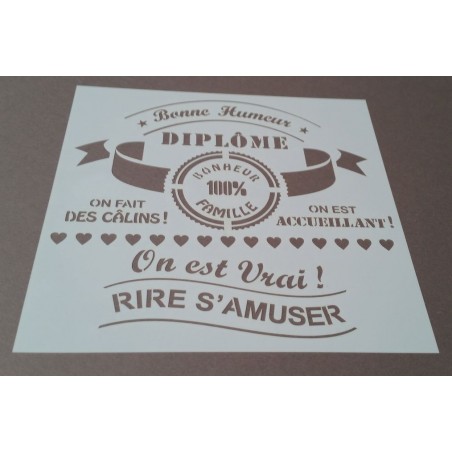 Bonne Humeur
DIPLÔME
BONHEUR
100%
FAMILLE
ON FAIT
DES CÂLINS !
ON EST
ACCUEILLANT !
On est Vrai !
RIRE S'AMUSER